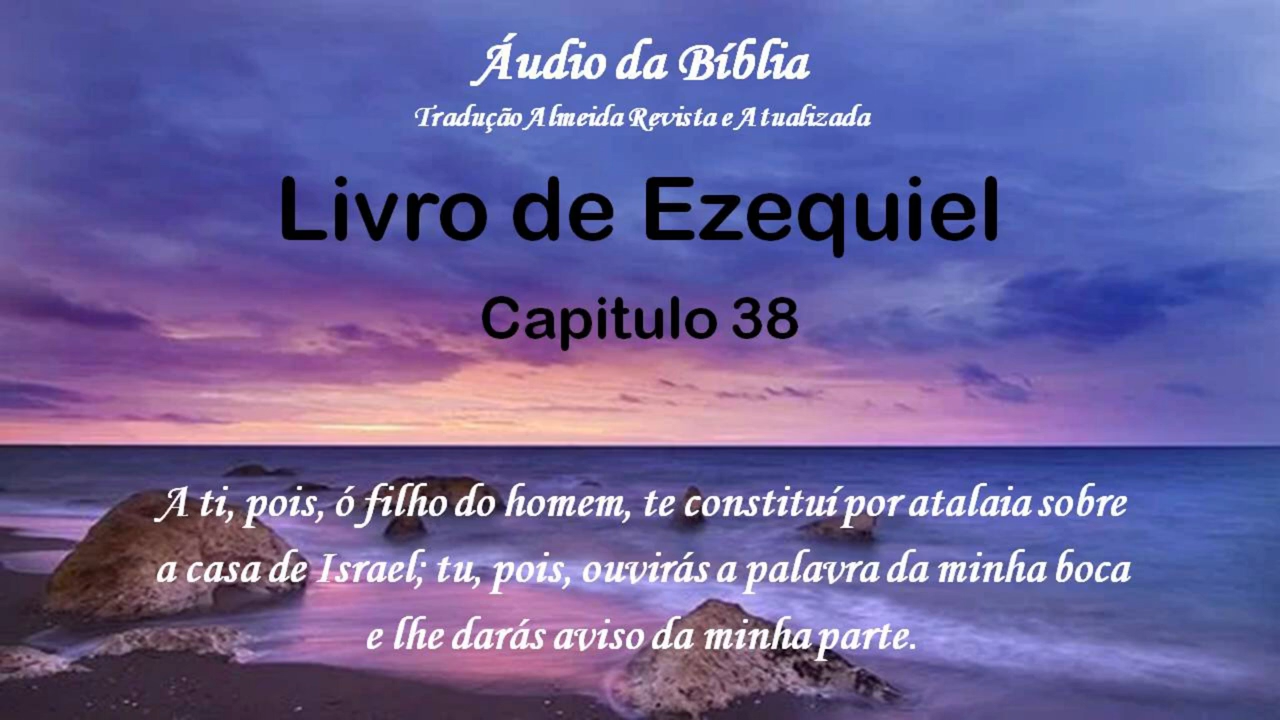 Áudio da Bíblia
Tradução Almeida Revista e Atualizada
Livro de Ezequiel
Capitulo 38
A ti, pois, ó filho do homem, te constituí por atalaia sobre
a casa de Israel; tu, pois, ouvirás a palavra da minha boca
e lhe darás aviso da minha parte.